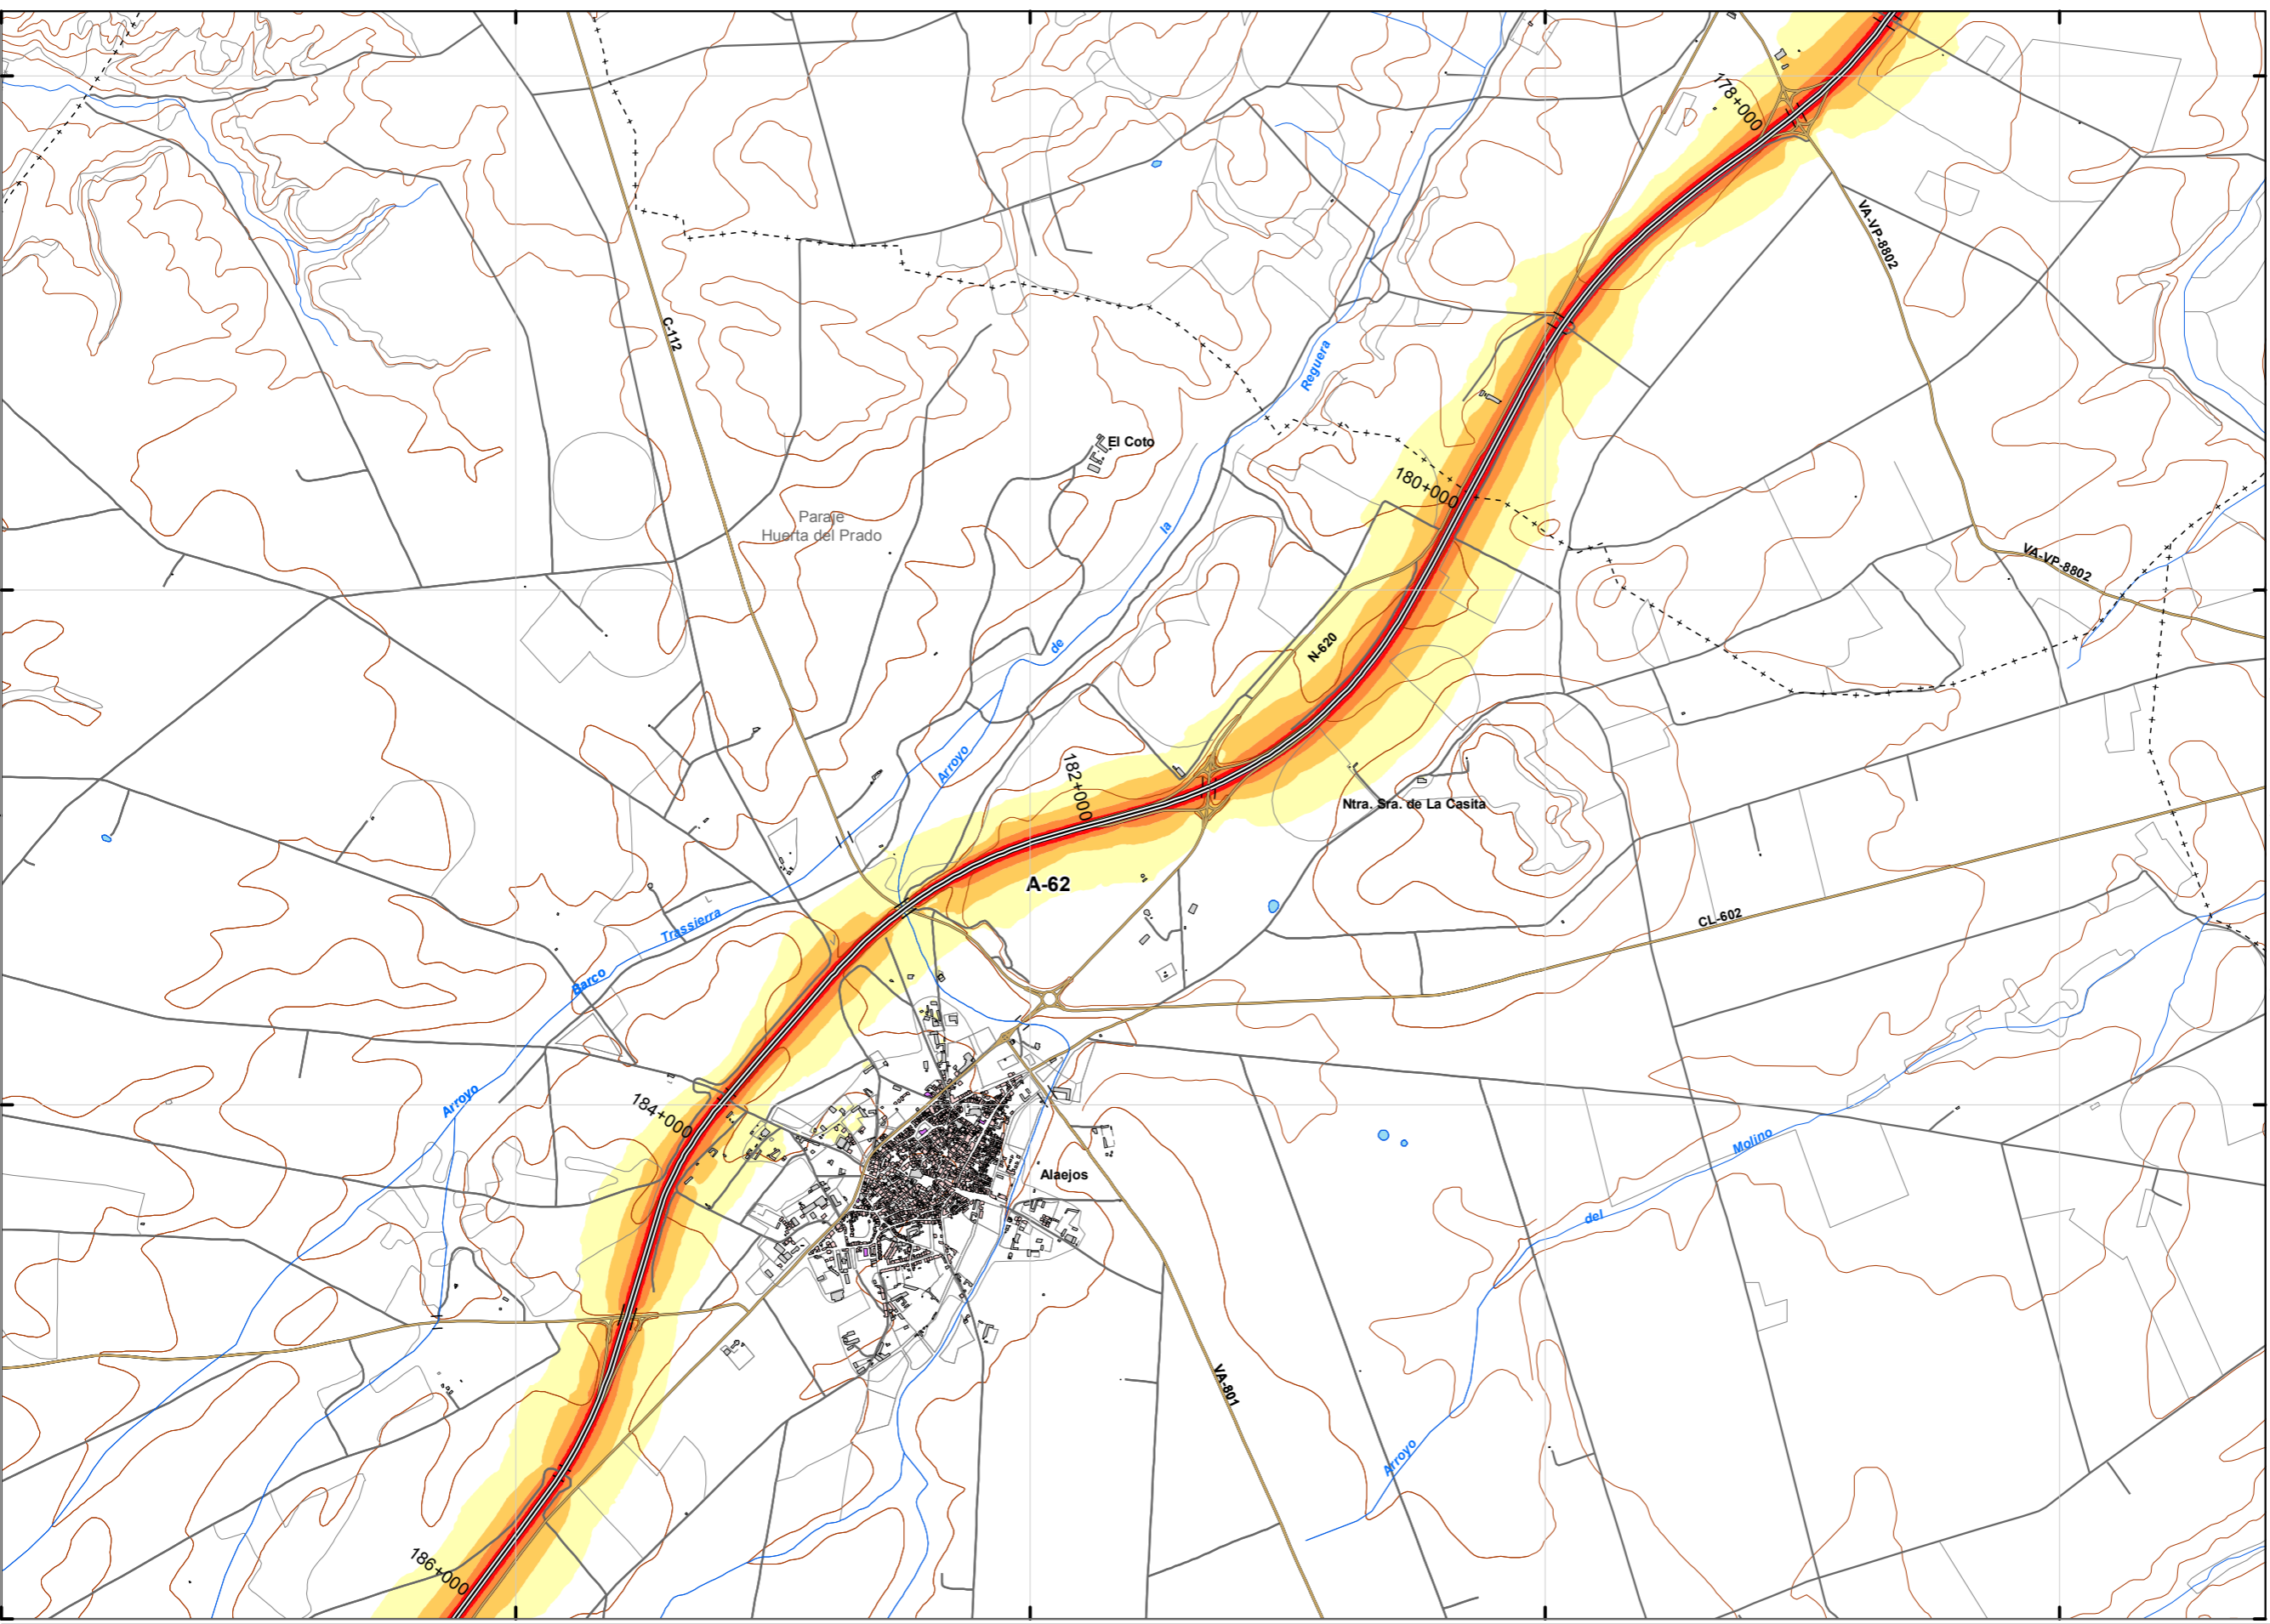 178+000
VA-VP-8802
C-112
Reguera
El Coto
180+000
Paraje
Huerta del Prado
la
VA-VP-8802
de
N-620
Arroyo
182+000
Ntra. Sra. de La Casita
A-62
CL-602
Trassierra
Barco
Arroyo
184+000
Molino
Alaejos
del
VA-801
Arroyo
186+000